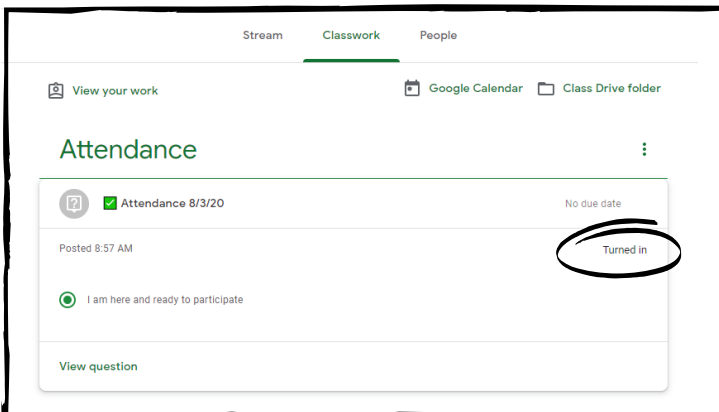 Stream Classwork People
View your work Google Calendar Class Drive folder
Attendance
Attendance 8/3/20 No due date
Posted 8:57 AM Turned in
I am here and ready to participate
View question